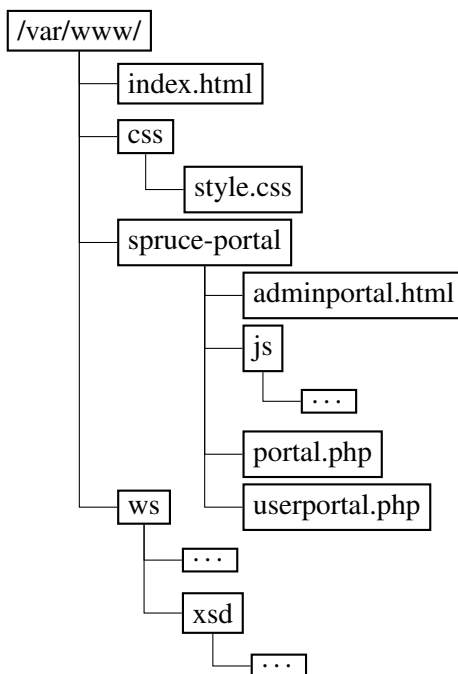 /var/www/
index.html
css
style.css
spruce-portal
adminportal.html
js
...
portal.php
userportal.php
ws
...
xsd
...